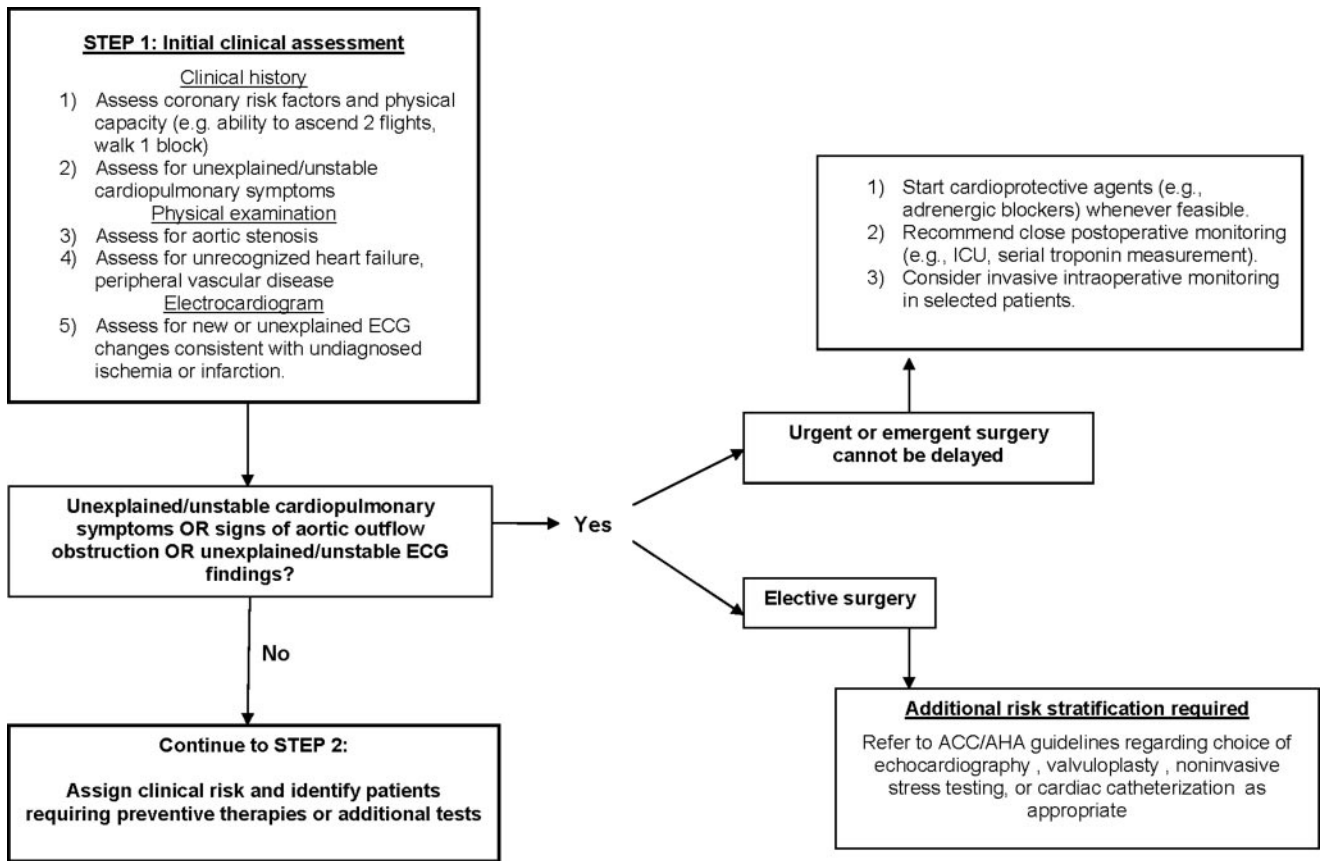 STEP 1: Initial clinical assessment
Clinical history
1) Assess coronary risk factors and physical
capacity (e.g. ability to ascend 2 flights,
walk 1 block)
2) Assess for unexplained/unstable
cardiopulmonary symptoms
Physical examination
3) Assess for aortic stenosis
4) Assess for unrecognized heart failure,
peripheral vascular disease
Electrocardiogram
5) Assess for new or unexplained ECG
changes consistent with undiagnosed
ischemia or infarction.
Unexplained/unstable cardiopulmonary
symptoms OR signs of aortic outflow
obstruction OR unexplained/unstable ECG
findings?
Yes
Urgent or emergent surgery
cannot be delayed
1) Start cardioprotective agents (e.g.,
adrenergic blockers) whenever feasible.
2) Recommend close postoperative monitoring
(e.g., ICU, serial troponin measurement).
3) Consider invasive intraoperative monitoring
in selected patients.
Elective surgery
Additional risk stratification required
Refer to ACC/AHA guidelines regarding choice of
echocardiography , valvuloplasty , noninvasive
stress testing, or cardiac catheterization as
appropriate
No
Continue to STEP 2:
Assign clinical risk and identify patients
requiring preventive therapies or additional tests